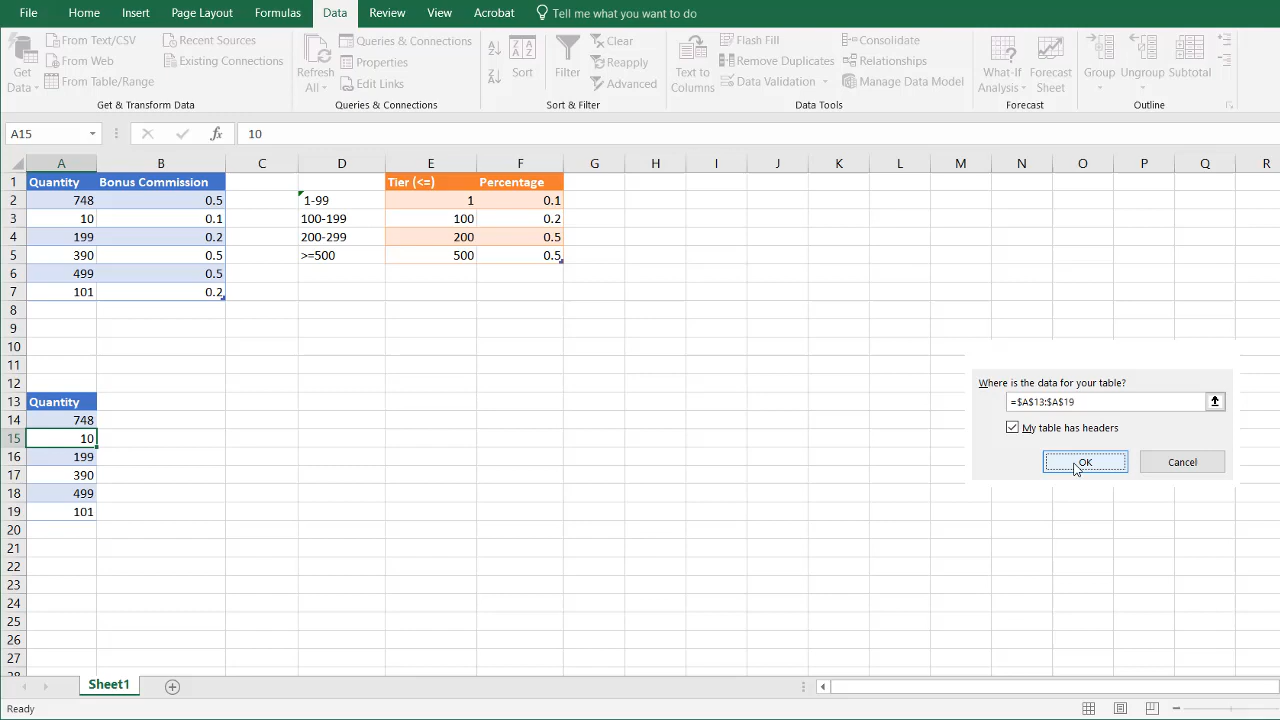 File Home Insert Page Layout Formulas Data Review View Acrobat Tell me what you want to do
Get Data
From Text/CSV
From Web
From Table/Range
Recent Sources
Existing Connections
Get & Transform Data
Refresh All
Queries & Connections
Properties
Edit Links
Queries & Connections
Sort
Filter
Clear
Reapply
Advanced
Sort & Filter
Text to Columns
Flash Fill
Remove Duplicates
Data Validation
Consolidate
Relationships
Manage Data Model
Data Tools
What-If Analysis
Forecast Sheet
Forecast
Group
Ungroup
Subtotal
Outline
A15 fx 10
A B C D E F G H I J K L M N O P Q R
1 Quantity Bonus Commission Tier (<=) Percentage
2 748 0.5 1-99 1 0.1
3 10 0.1 100-199 100 0.2
4 199 0.2 200-299 200 0.5
5 390 0.5 >=500 500 0.5
6 499 0.5
7 101 0.2
8
9
10
11
12
13 Quantity
14 748
15 10
16 199
17 390
18 499
19 101
20
21
22
23
24
25
26
27
28
Where is the data for your table?
=$A$13:$A$19
My table has headers
OK Cancel
Sheet1
Ready